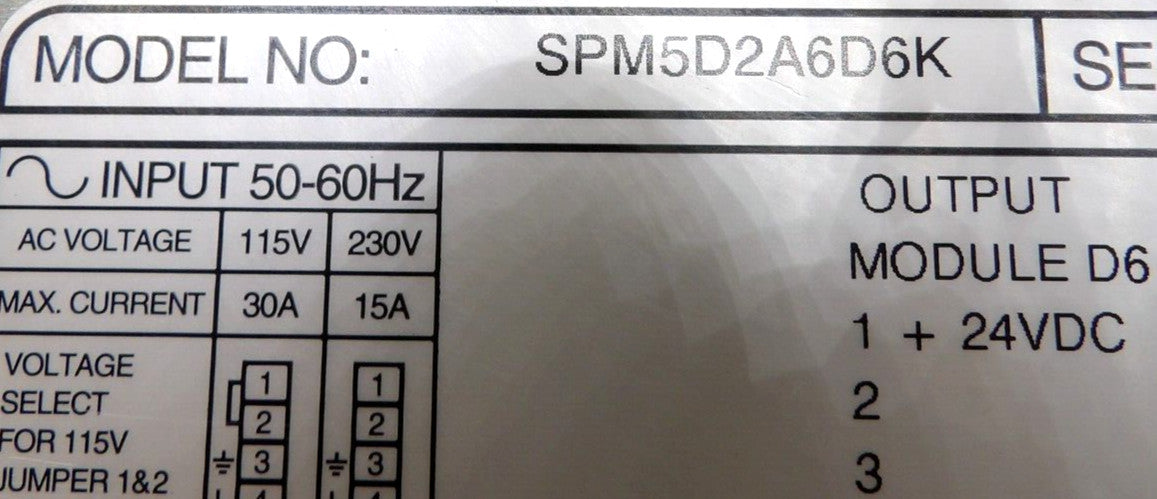 MODEL NO: SPM5D2A6D6K SE
INPUT 50-60Hz
AC VOLTAGE 115V 230V
MAX. CURRENT 30A 15A
VOLTAGE
SELECT
FOR 115V
JUMPER 1&2
1 1
2 2
3 3
OUTPUT
MODULE D6
1 + 24VDC
2
3